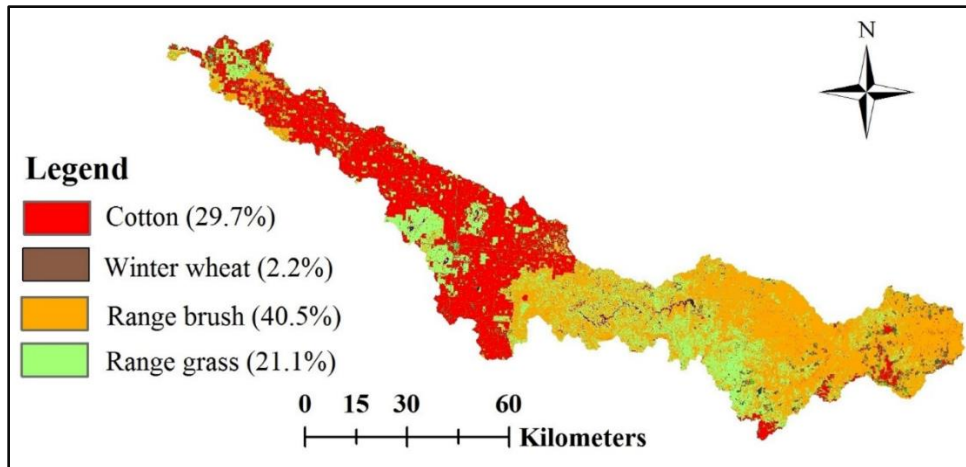 N
Legend
Cotton (29.7%)
Winter wheat (2.2%)
Range brush (40.5%)
Range grass (21.1%)
0 15 30 60
Kilometers